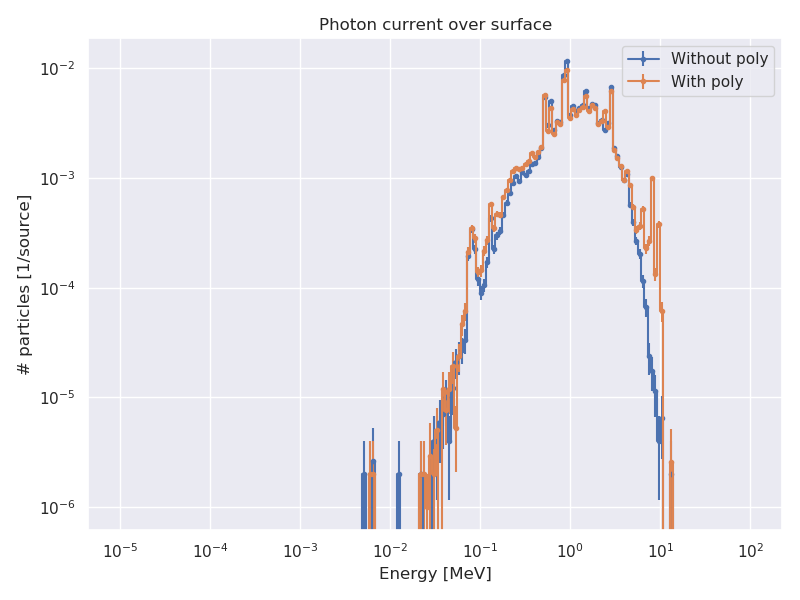 Photon current over surface
Without poly
With poly
# particles [1/source]
10⁻²
10⁻³
10⁻⁴
10⁻⁵
10⁻⁶
10⁻⁵ 10⁻⁴ 10⁻³ 10⁻² 10⁻¹ 10⁰ 10¹ 10²
Energy [MeV]